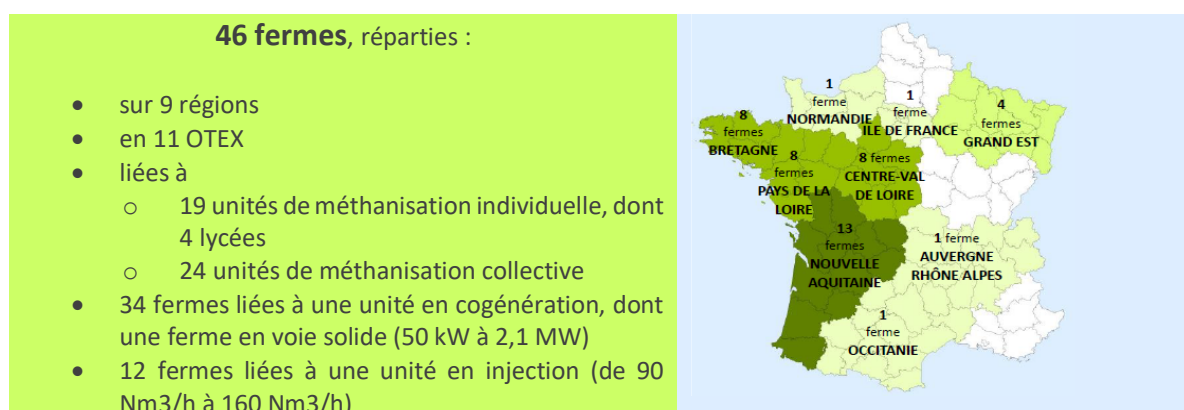 46 fermes, réparties :
• sur 9 régions
• en 11 OTEX
• liées à
o 19 unités de méthanisation individuelle, dont
4 lycées
o 24 unités de méthanisation collective
• 34 fermes liées à une unité en cogénération, dont
une ferme en voie solide (50 kW à 2,1 MW)
• 12 fermes liées à une unité en injection (de 90
Nm3/h à 160 Nm3/h)
1
ferme
NORMANDIE
1
ferme
ILE DE FRANCE
4
fermes
GRAND EST
8
fermes
BRETAGNE
8
fermes
PAYS DE LA
LOIRE
8 fermes
CENTRE-VAL
DE LOIRE
13
fermes
NOUVELLE
AQUITAINE
1 ferme
AUVERGNE
RHÔNE ALPES
1
ferme
OCCITANIE